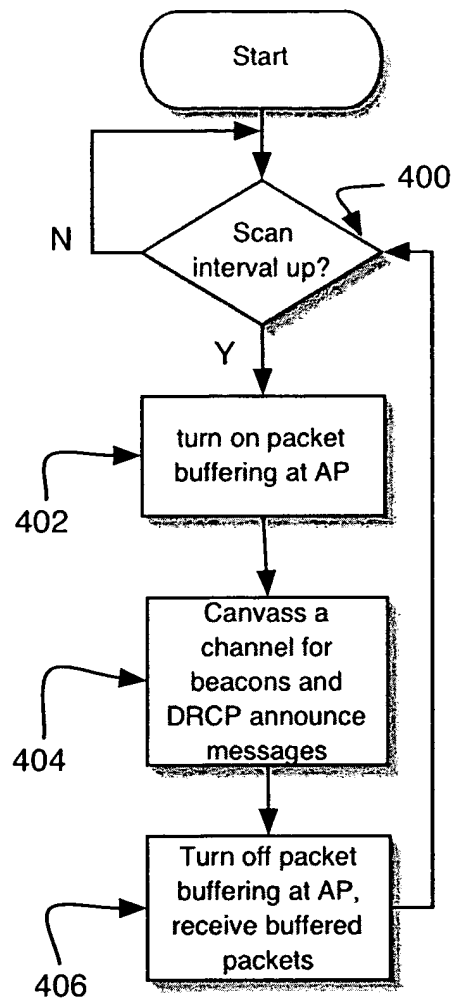 Start
400
Scan
interval up?
N
Y
turn on packet
buffering at AP
402
Canvass a
channel for
beacons and
DRCP announce
messages
404
Turn off packet
buffering at AP,
receive buffered
packets
406